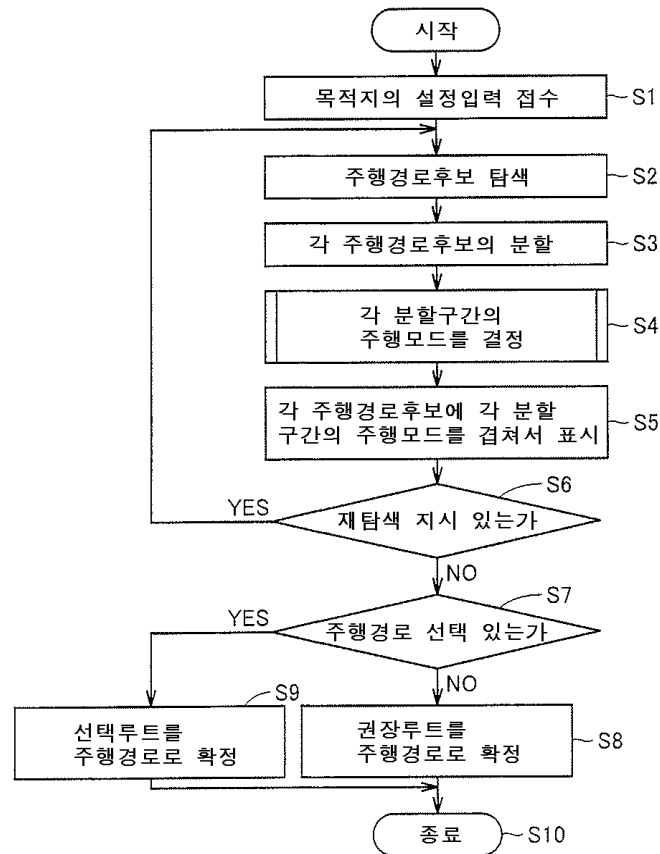 시작
목적지의 설정입력 접수
S1
주행경로후보 탐색
S2
각 주행경로후보의 분할
S3
각 분할구간의
주행모드를 결정
S4
각 주행경로후보에 각 분할
구간의 주행모드를 겹쳐서 표시
S5
S6
YES
재탐색 지시 있는가
NO
S7
YES
주행경로 선택 있는가
NO
S9
선택루트를
주행경로로 확정
권장루트를
주행경로로 확정
S8
종료
S10